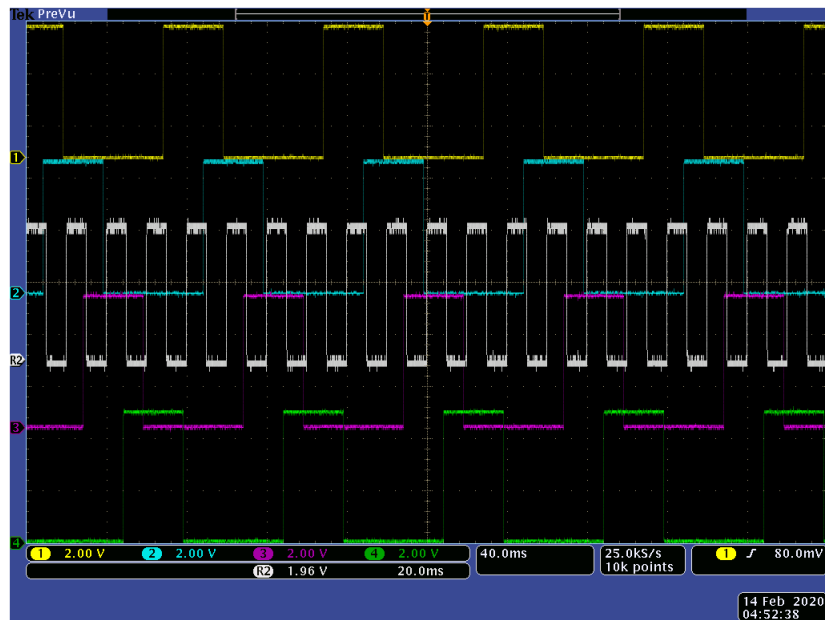 Tek PreVu
U
1
2
R2
3
4
1 2.00 V 2 2.00 V 3 2.00 V 4 2.00 V 40.0ms 25.0kS/s 1 80.0mV
10k points
R2 1.96 V 20.0ms
14 Feb 2020
04:52:38